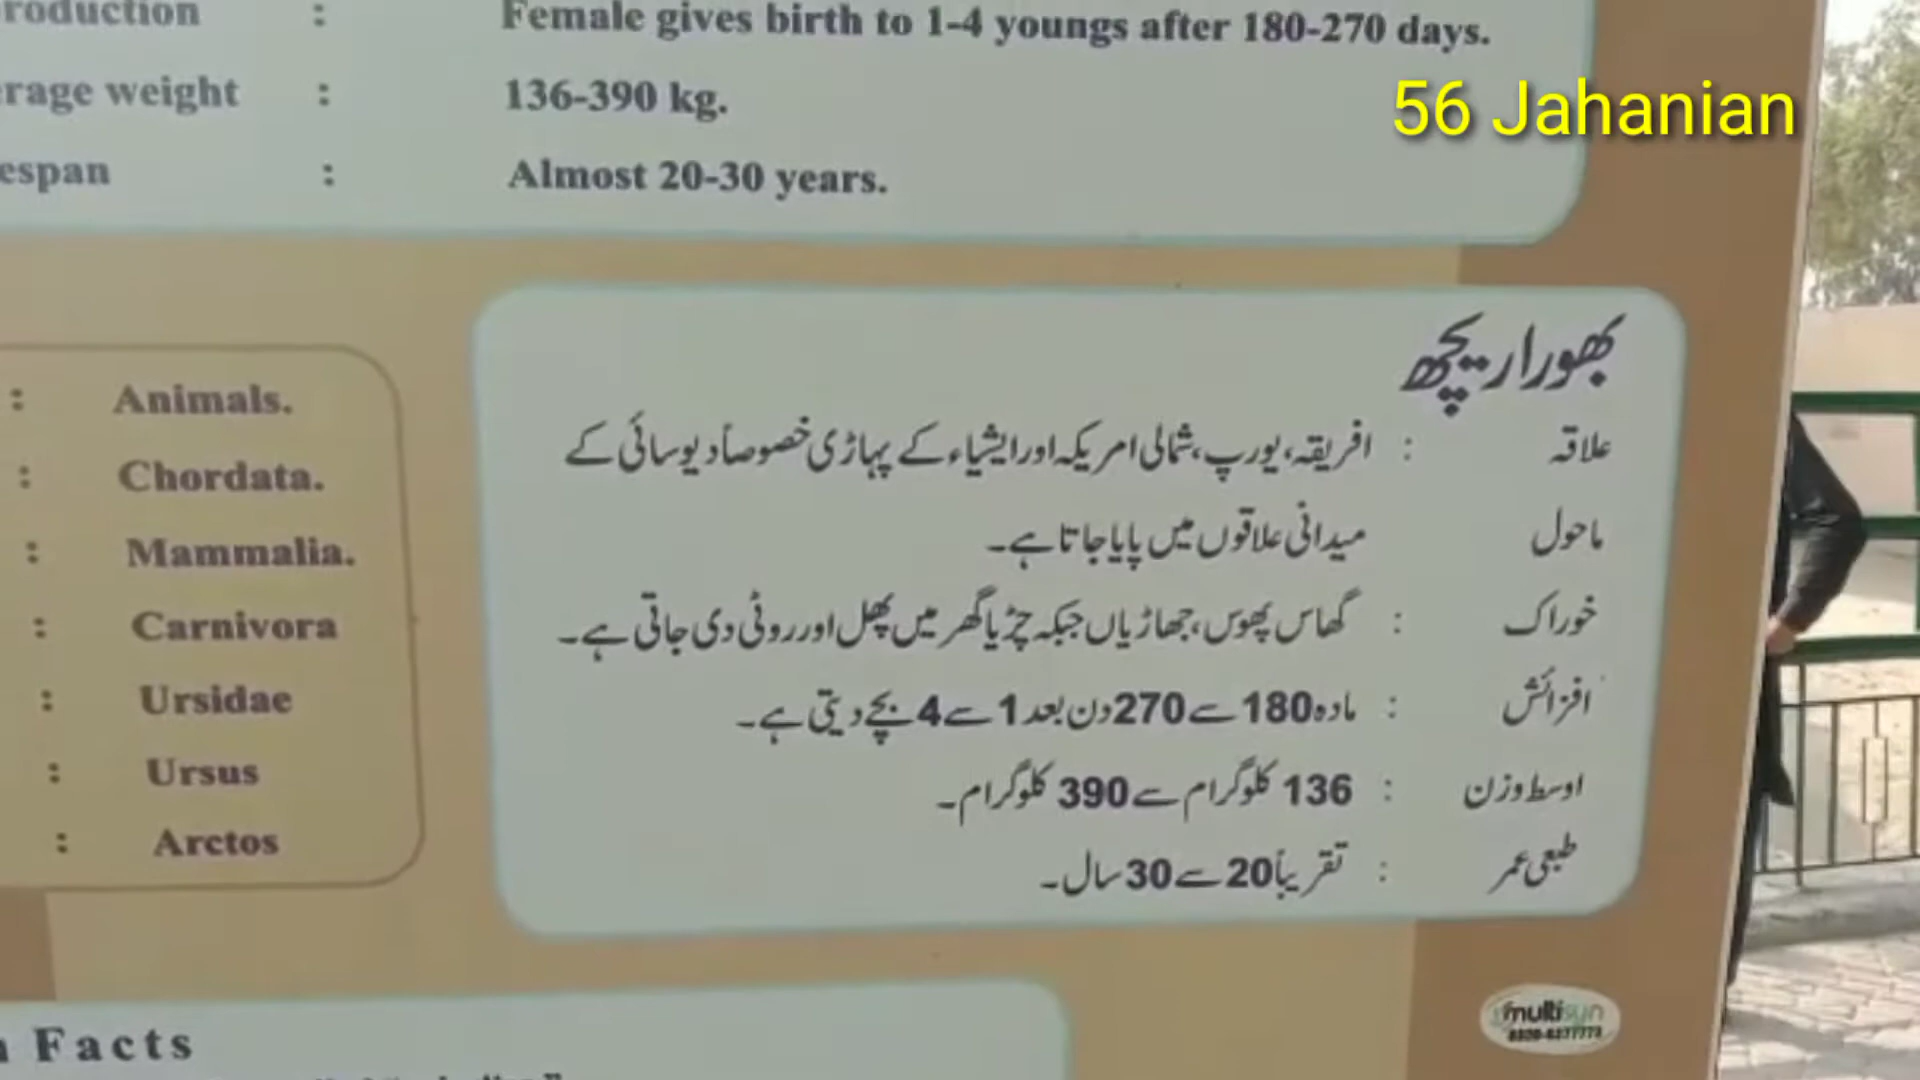 roduction : Female gives birth to 1-4 youngs after 180-270 days.
rage weight : 136-390 kg.
espan : Almost 20-30 years.
56 Jahanian
: Animals.
: Chordata.
: Mammalia.
: Carnivora
: Ursidae
: Ursus
: Arctos
بھورا ریچھ
علاقہ : افریقہ، یورپ، شمالی امریکہ اور ایشیاء کے پہاڑی خصوصاً دیوسائی کے
ماحول میدانی علاقوں میں پایا جاتا ہے۔
خوراک : گھاس پھوس، جھاڑیاں جبکہ چڑیا گھر میں پھل اور روٹی دی جاتی ہے۔
افزائش : مادہ 180 سے 270 دن بعد 1 سے 4 بچے دیتی ہے۔
اوسط وزن : 136 کلوگرام سے 390 کلوگرام۔
طبعی عمر : تقریباً 20 سے 30 سال۔
Facts
multisyn